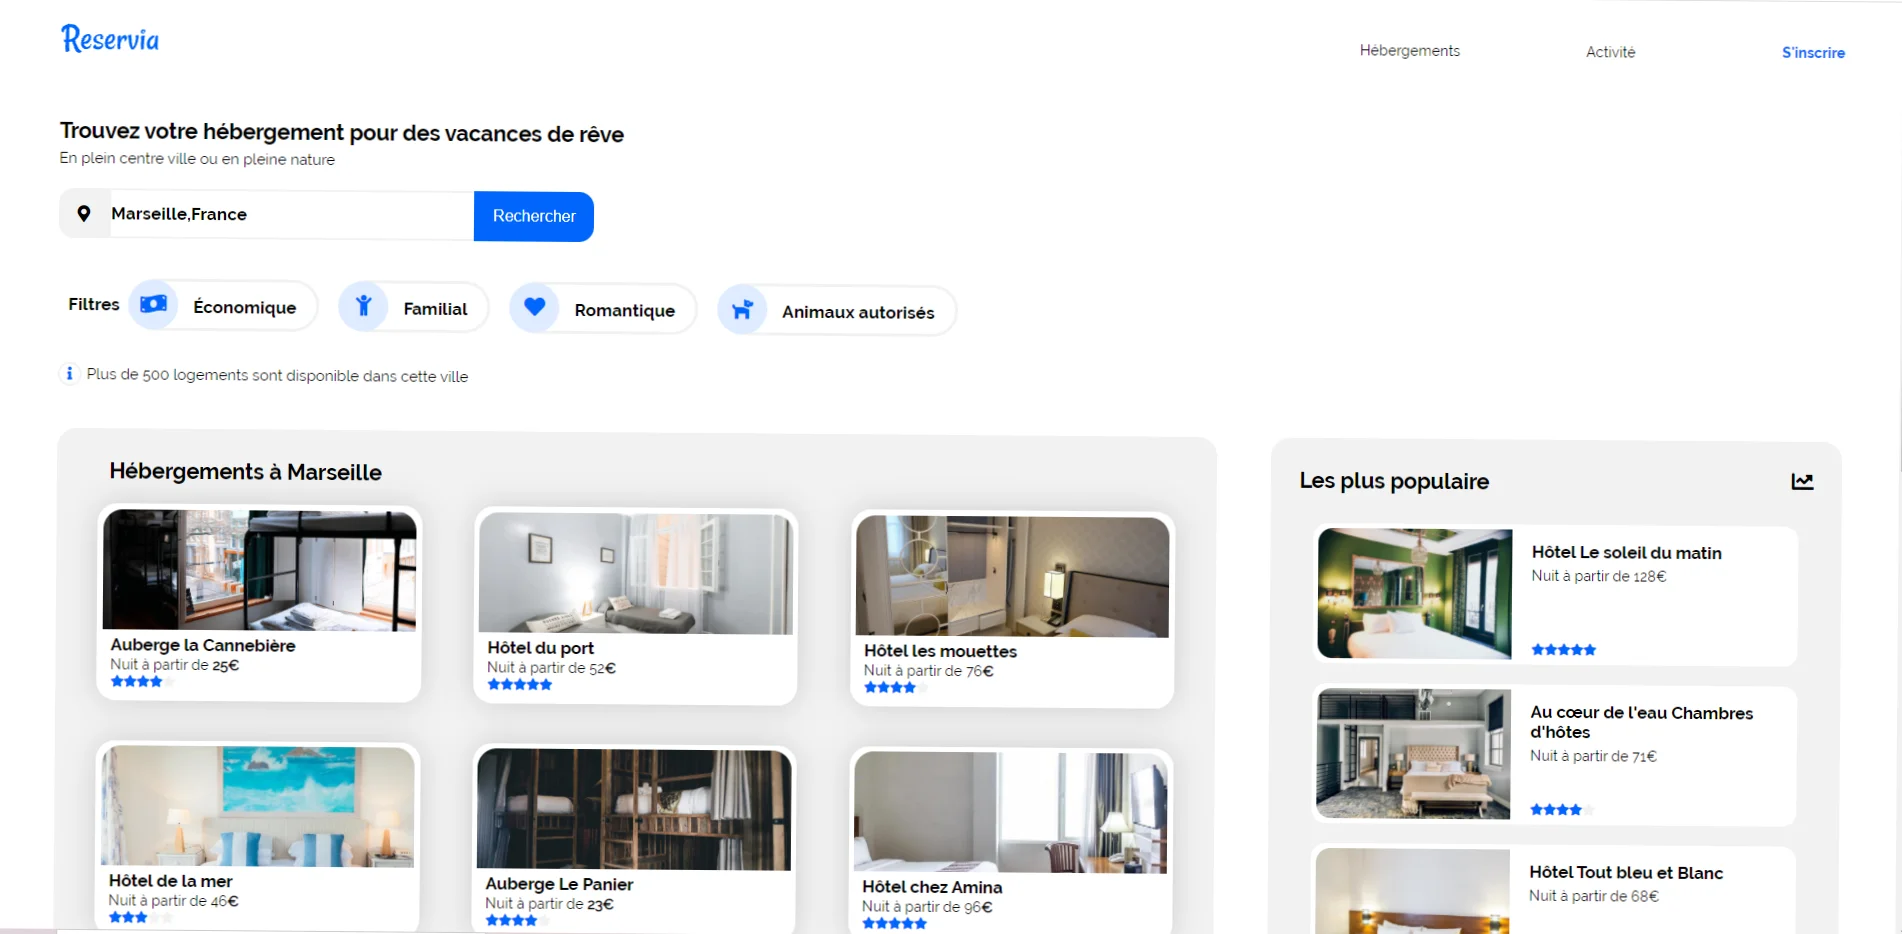 Reservia
Hébergements
Activité
S'inscrire
Trouvez votre hébergement pour des vacances de rêve
En plein centre ville ou en pleine nature
Marseille,France
Rechercher
Filtres
Économique
Familial
Romantique
Animaux autorisés
Plus de 500 logements sont disponible dans cette ville
Hébergements à Marseille
Auberge la Cannebière
Nuit à partir de 25€
Hôtel du port
Nuit à partir de 52€
Hôtel les mouettes
Nuit à partir de 76€
Hôtel de la mer
Nuit à partir de 46€
Auberge Le Panier
Nuit à partir de 23€
Hôtel chez Amina
Nuit à partir de 96€
Les plus populaire
Hôtel Le soleil du matin
Nuit à partir de 128€
Au cœur de l'eau Chambres
d'hôtes
Nuit à partir de 71€
Hôtel Tout bleu et Blanc
Nuit à partir de 68€